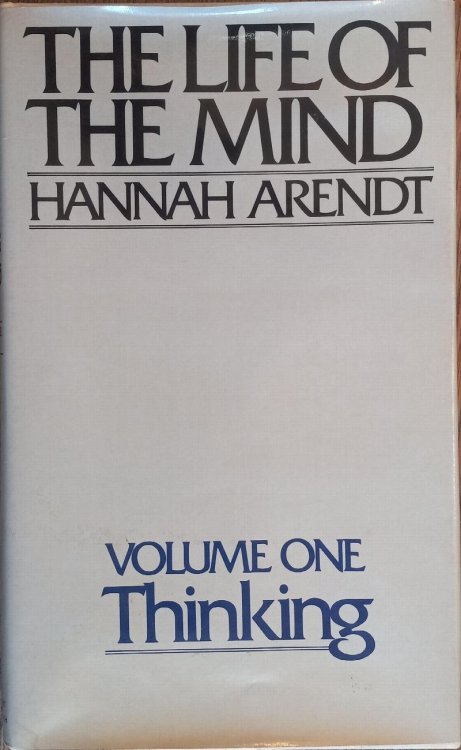 THE LIFE OF
THE MIND
HANNAH ARENDT
VOLUME ONE
Thinking